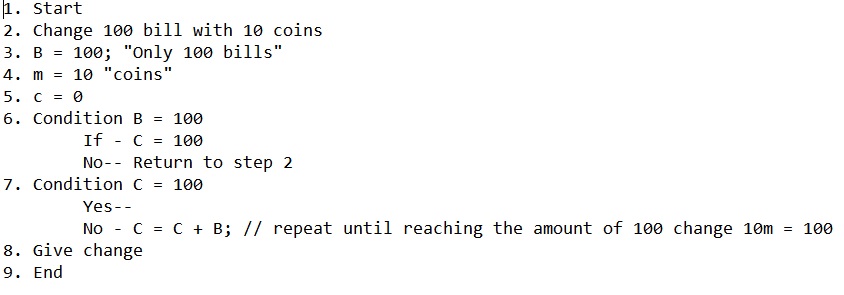 1. Start
2. Change 100 bill with 10 coins
3. B = 100; "Only 100 bills"
4. m = 10 "coins"
5. c = 0
6. Condition B = 100
If - C = 100
No-- Return to step 2
7. Condition C = 100
Yes--
No - C = C + B; // repeat until reaching the amount of 100 change 10m = 100
8. Give change
9. End